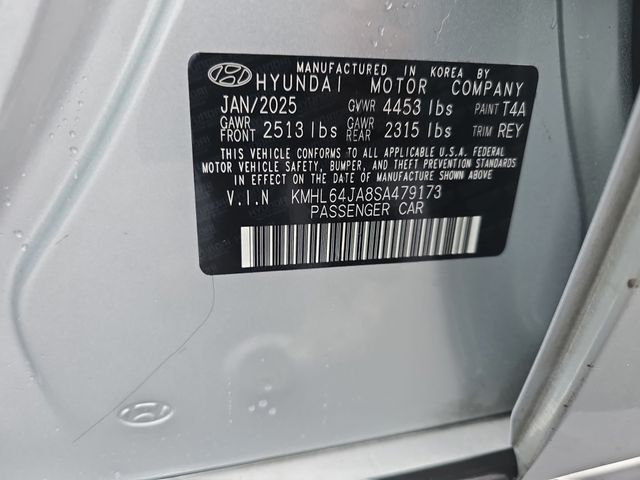 MANUFACTURED IN KOREA BY
HYUNDAI MOTOR COMPANY
JAN/2025 GVWR 4453 lbs PAINT T4A
GAWR FRONT 2513 lbs GAWR REAR 2315 lbs TRIM REY
THIS VEHICLE CONFORMS TO ALL APPLICABLE U.S.A. FEDERAL
MOTOR VEHICLE SAFETY, BUMPER, AND THEFT PREVENTION STANDARDS
IN EFFECT ON THE DATE OF MANUFACTURE SHOWN ABOVE
V.I.N KMHL64JA8SA479173
PASSENGER CAR